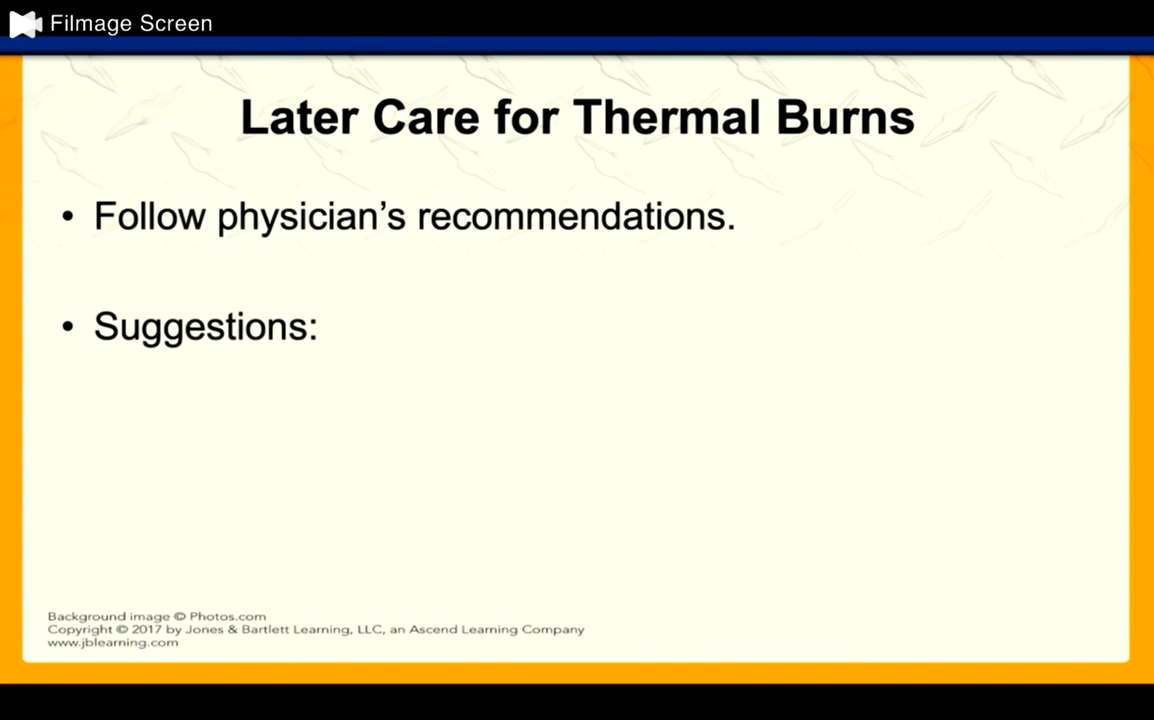 Filmage Screen
Later Care for Thermal Burns
• Follow physician’s recommendations.
• Suggestions:
Background image © Photos.com
Copyright © 2017 by Jones & Bartlett Learning, LLC, an Ascend Learning Company
www.jblearning.com